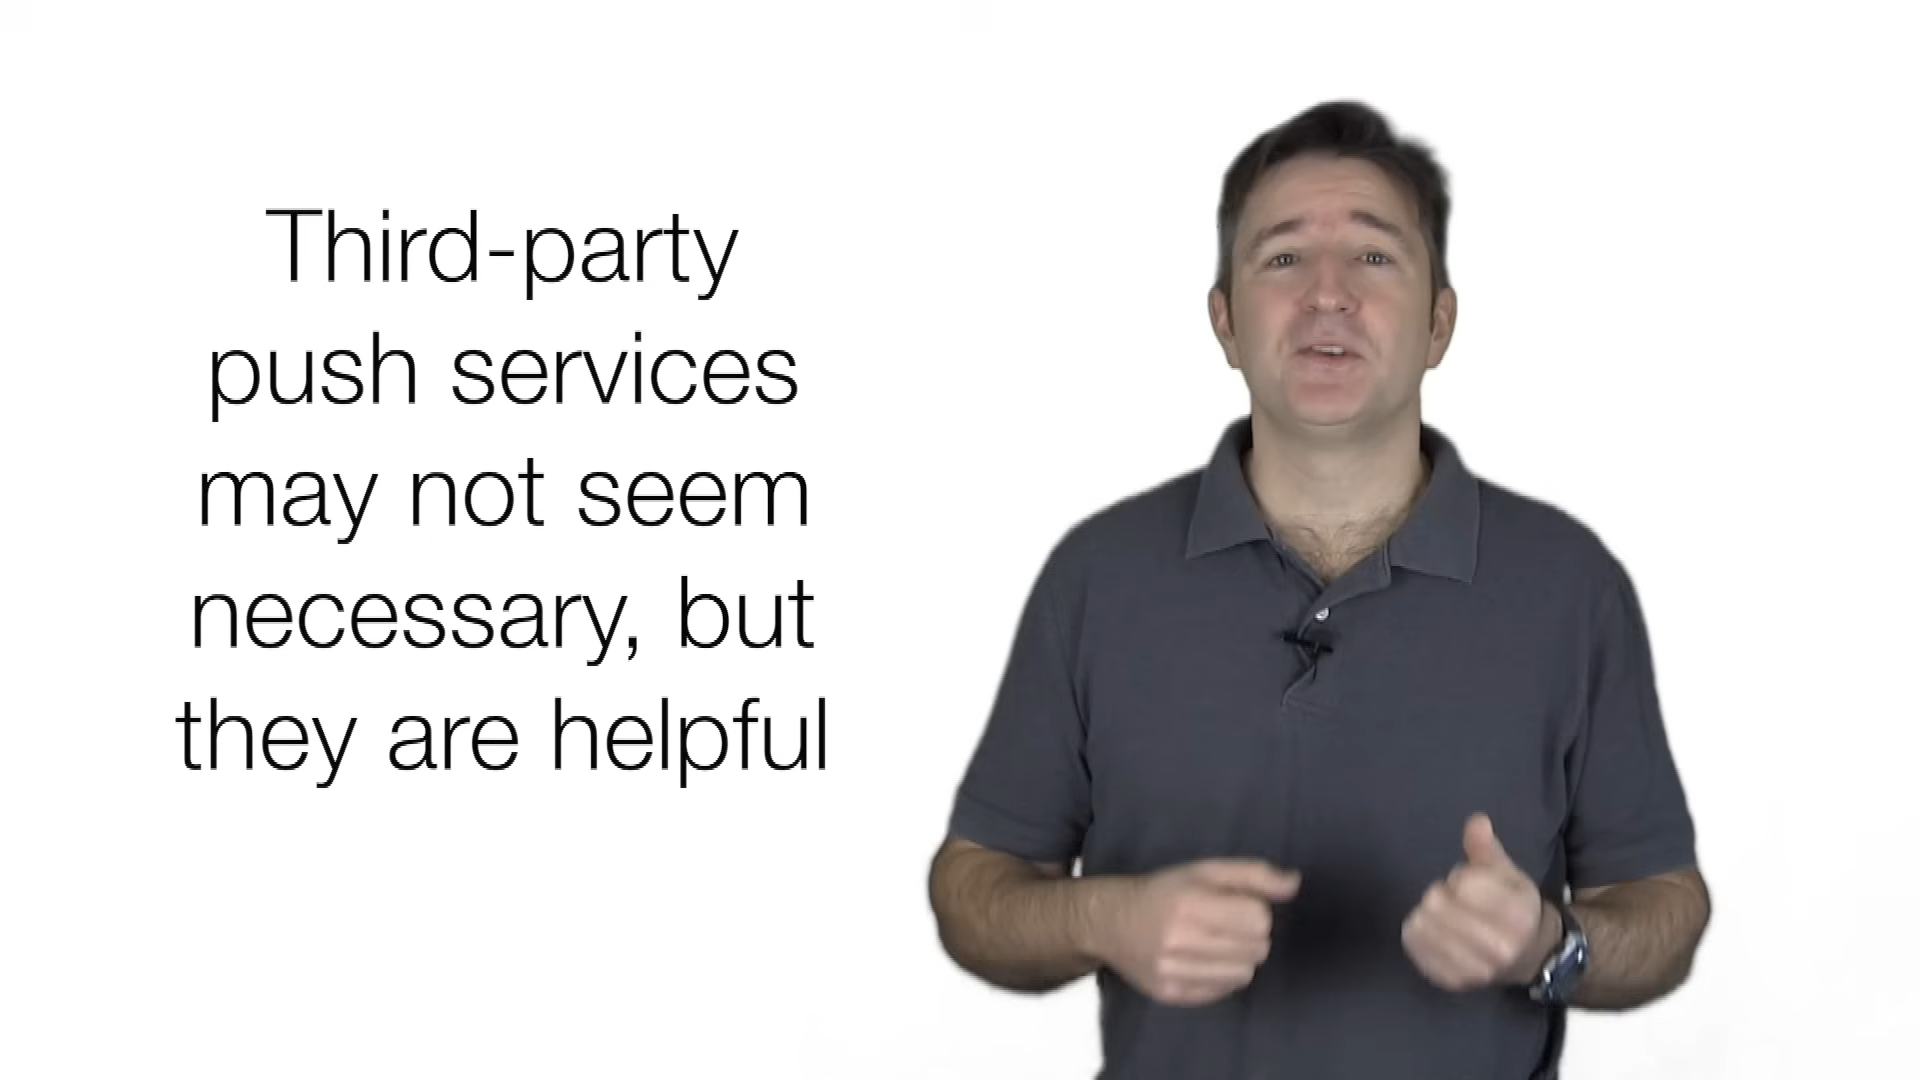 Third-party
push services
may not seem
necessary, but
they are helpful